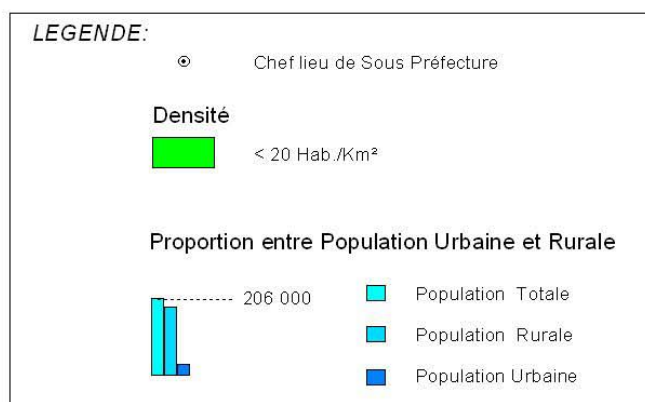 LEGENDE:
Chef lieu de Sous Préfecture
Densité
< 20 Hab./Km²
Proportion entre Population Urbaine et Rurale
206 000
Population Totale
Population Rurale
Population Urbaine